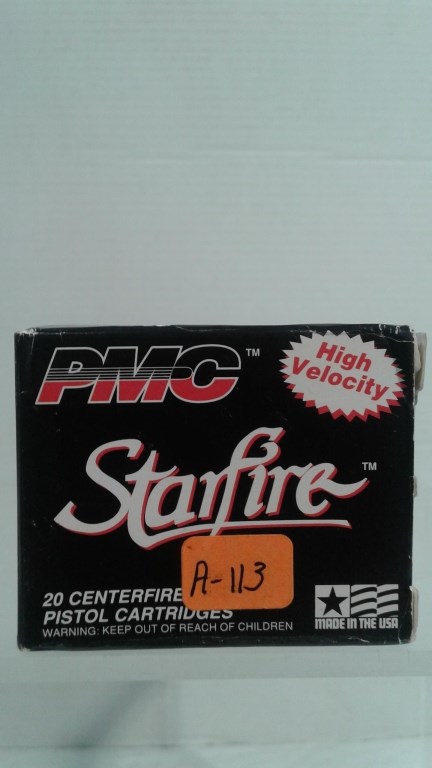 PMC™
High
Velocity
Starfire™
A-113
20 CENTERFIRE
PISTOL CARTRIDGES
WARNING: KEEP OUT OF REACH OF CHILDREN
MADE IN THE USA